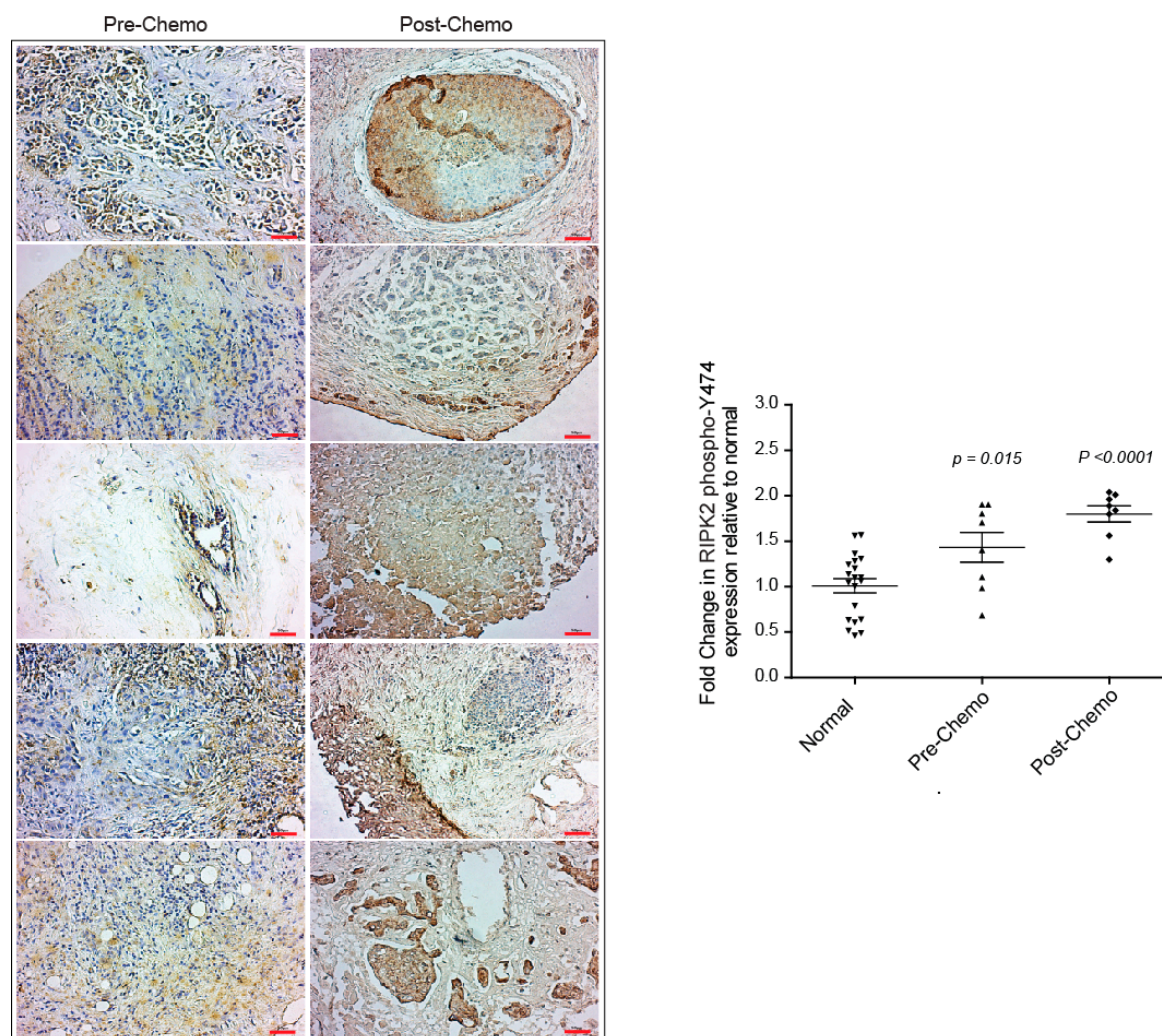 Pre-Chemo
Post-Chemo
Fold Change in RIPK2 phospho-Y474
expression relative to normal
3.0
2.5
2.0
1.5
1.0
0.5
0.0
p = 0.015
P <0.0001
Normal
Pre-Chemo
Post-Chemo